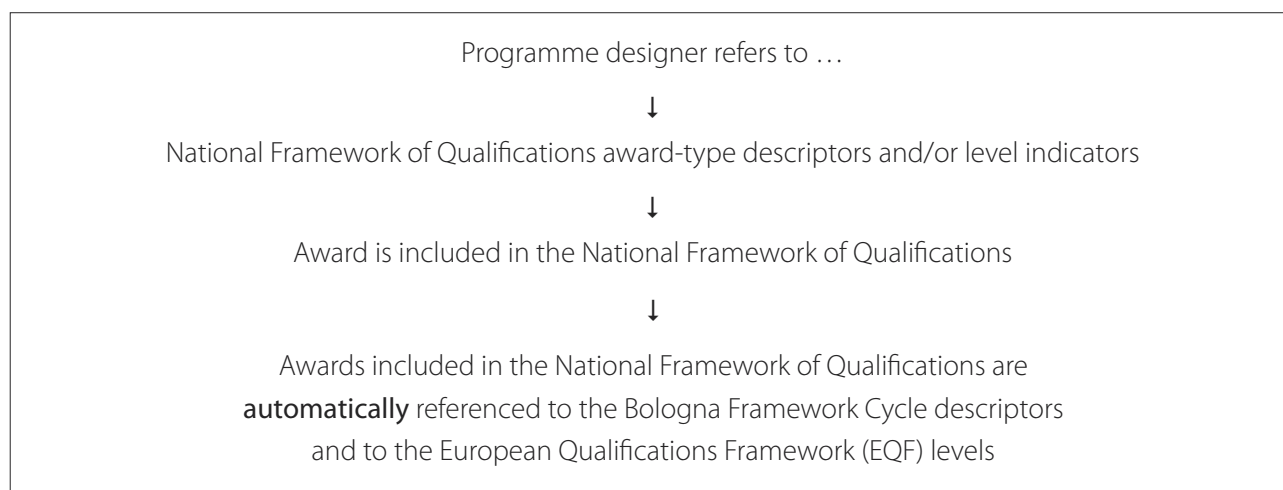 Programme designer refers to …
↓
National Framework of Qualifications award-type descriptors and/or level indicators
↓
Award is included in the National Framework of Qualifications
↓
Awards included in the National Framework of Qualifications are
automatically referenced to the Bologna Framework Cycle descriptors
and to the European Qualifications Framework (EQF) levels